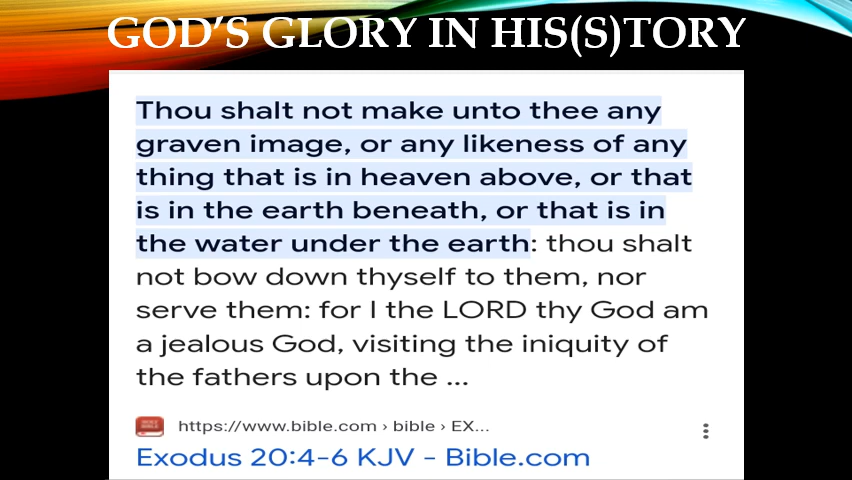 GOD'S GLORY IN HIS(S)TORY
Thou shalt not make unto thee any
graven image, or any likeness of any
thing that is in heaven above, or that
is in the earth beneath, or that is in
the water under the earth: thou shalt
not bow down thyself to them, nor
serve them: for I the LORD thy God am
a jealous God, visiting the iniquity of
the fathers upon the ...
https://www.bible.com › bible › EX...
Exodus 20:4-6 KJV - Bible.com